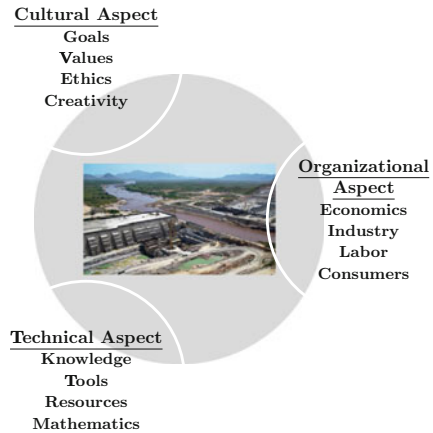 Cultural Aspect
Goals
Values
Ethics
Creativity
Organizational
Aspect
Economics
Industry
Labor
Consumers
Technical Aspect
Knowledge
Tools
Resources
Mathematics